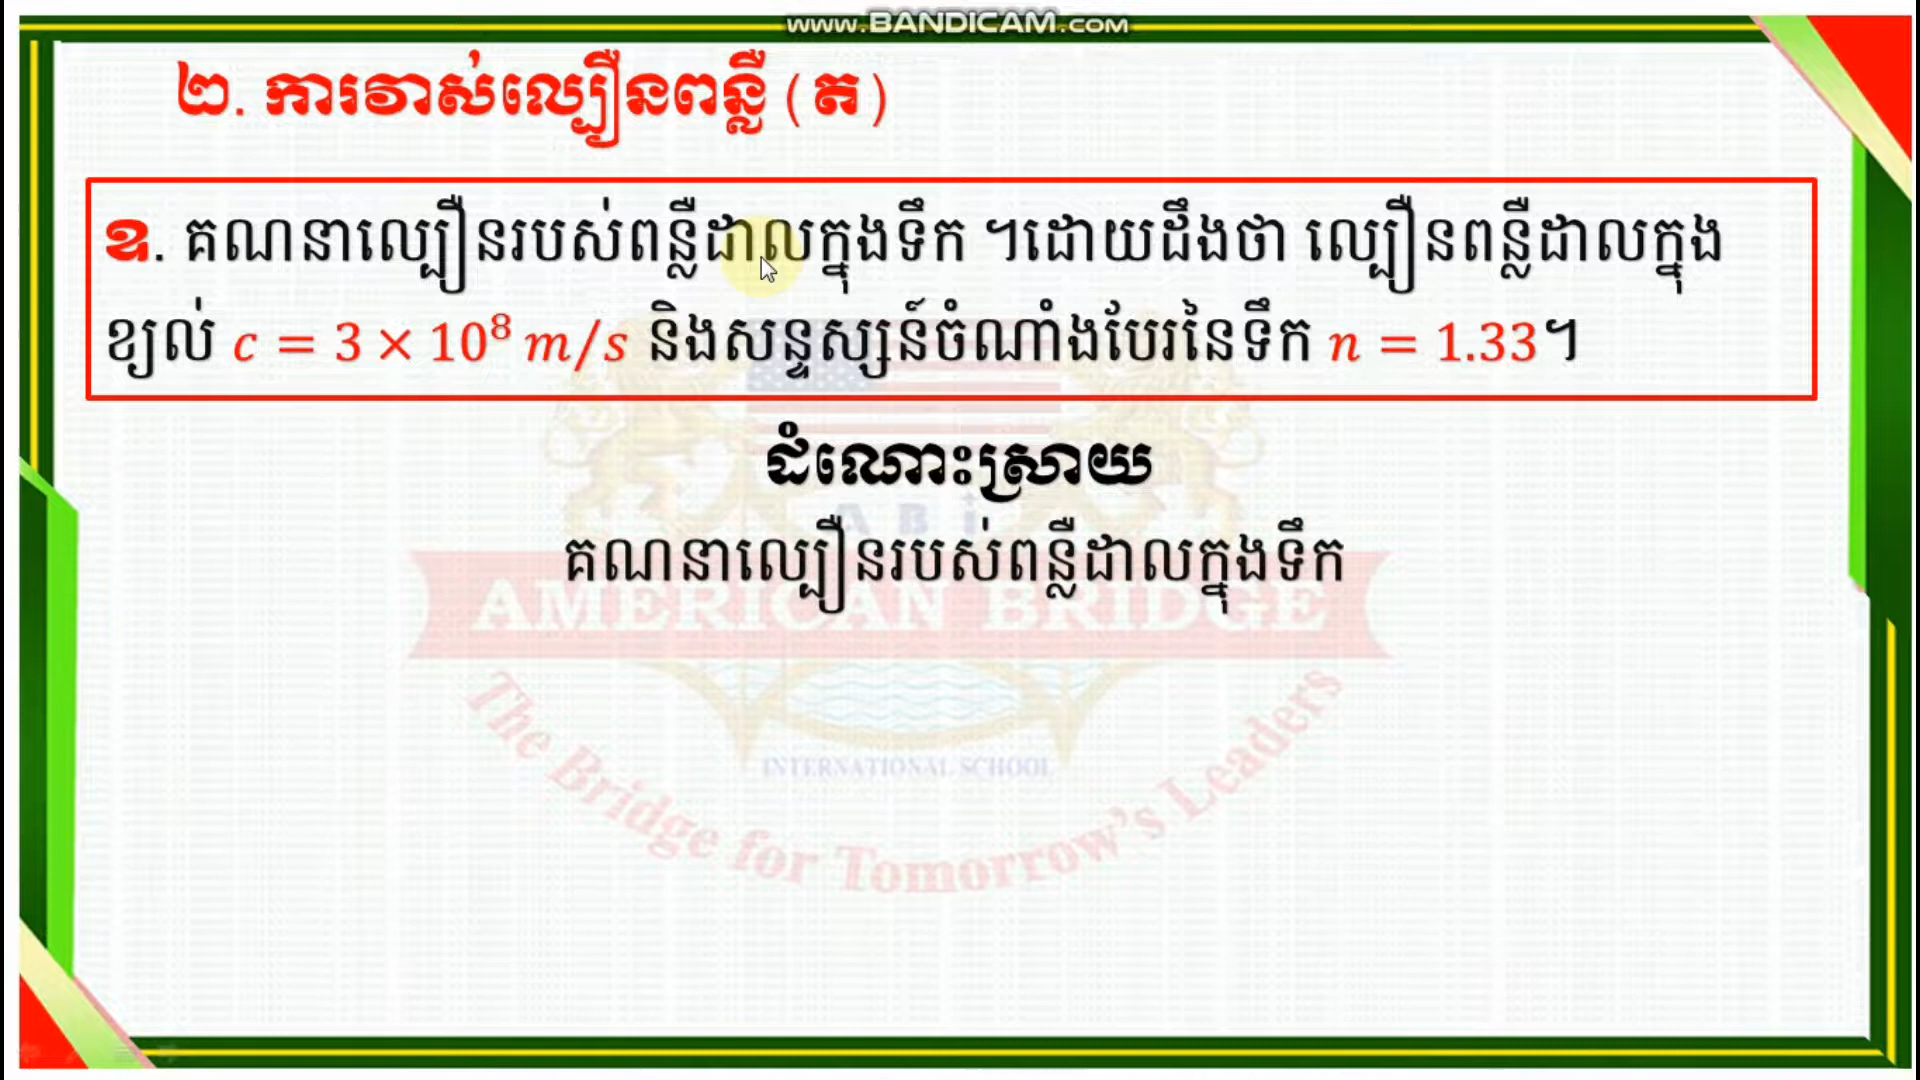 www.BANDICAM.com
២. ការវាស់ល្បឿនពន្លឺ (ត)
ឧ. គណនាល្បឿនរបស់ពន្លឺដាលក្នុងទឹក ។ដោយដឹងថា ល្បឿនពន្លឺដាលក្នុង
ខ្យល់ c = 3 × 10⁸ m/s និងសន្ទស្សន៍ចំណាំងបែរនៃទឹក n = 1.33។
ដំណោះស្រាយ
A B i
គណនាល្បឿនរបស់ពន្លឺដាលក្នុងទឹក
AMERICAN BRIDGE
INTERNATIONAL SCHOOL
The Bridge for Tomorrow's Leaders